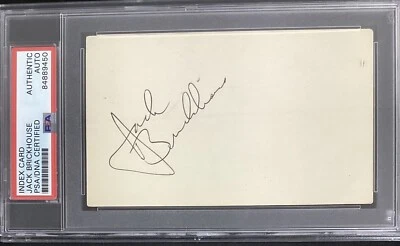 INDEX CARD
JACK BRICKHOUSE
PSA/DNA CERTIFIED
AUTHENTIC
AUTO
84889450
PSA
Jack
Brickhouse